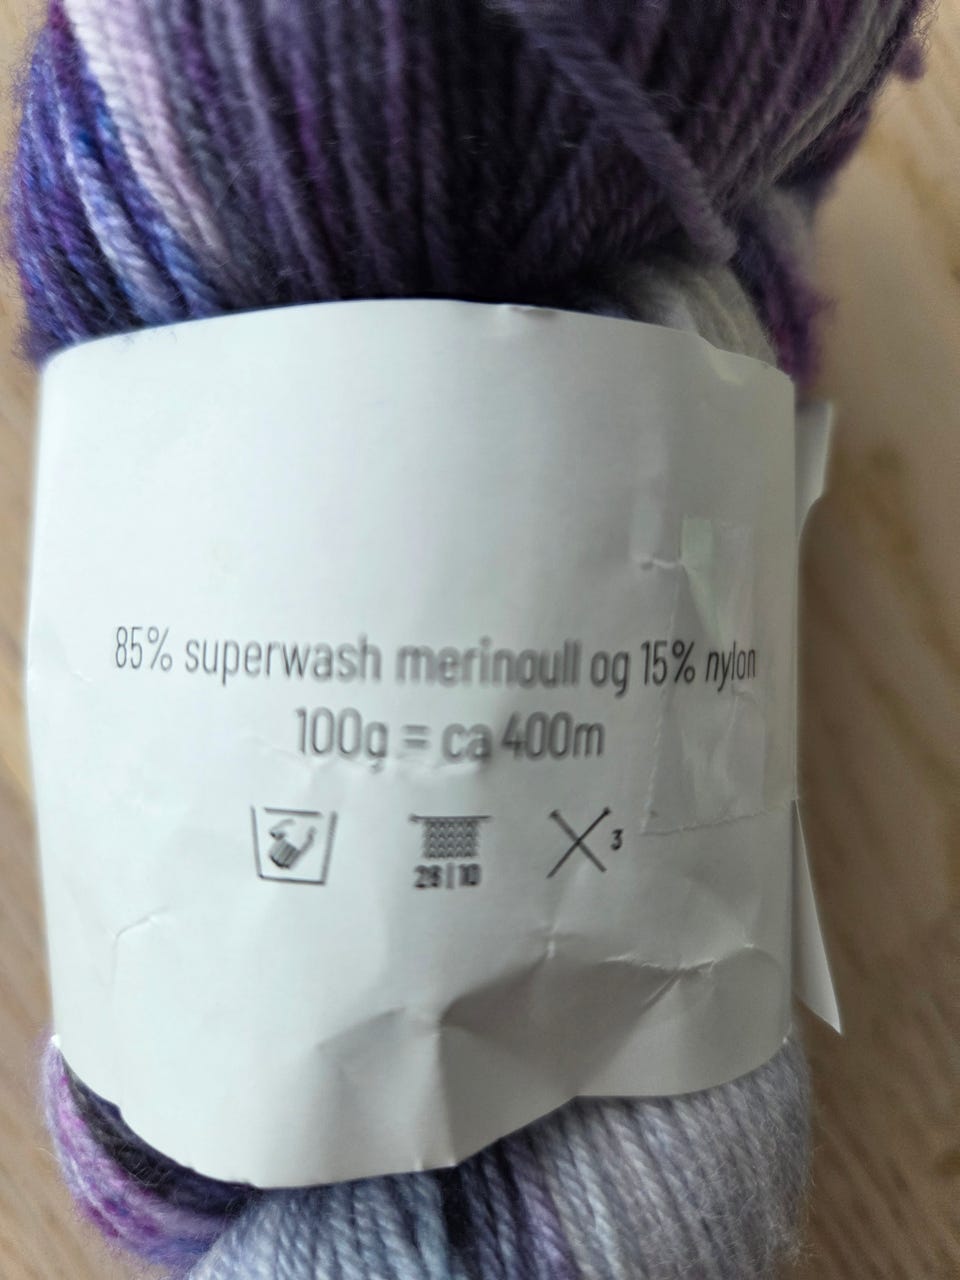 85% superwash merinoull og 15% nylon
100g = ca 400m
28|10
3